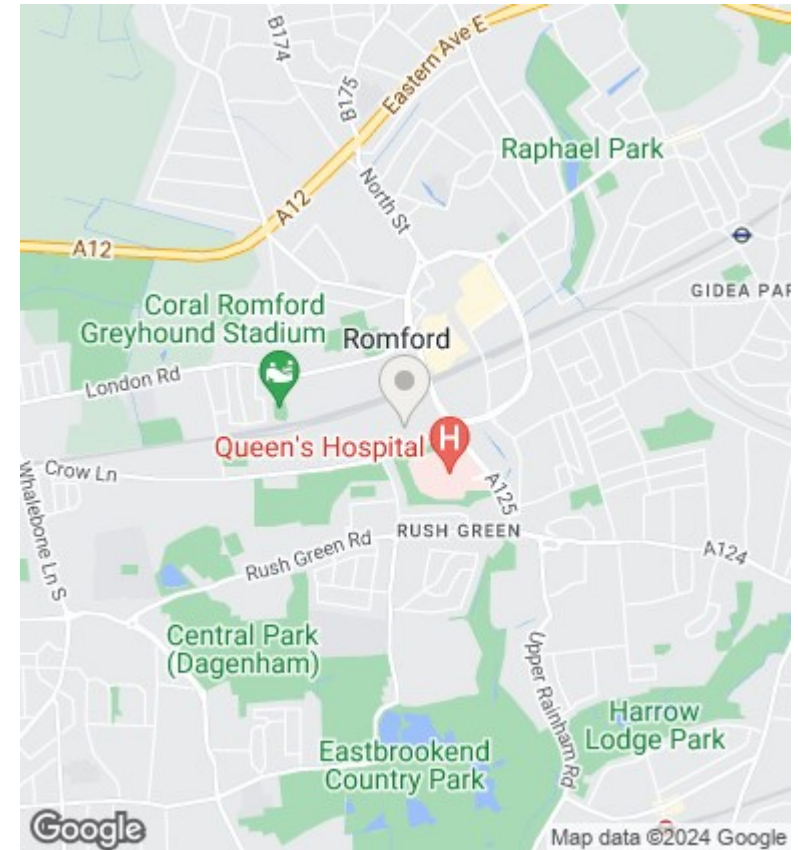 B174
B175
Eastern Ave E
Raphael Park
North St
A12
A12
GIDEA PAR
Coral Romford
Greyhound Stadium
Romford
London Rd
Queen's Hospital
H
Crow Ln
Whalebone Ln S
A125
RUSH GREEN
A124
Rush Green Rd
Central Park
(Dagenham)
Upper Rainham Rd
Harrow
Lodge Park
Eastbrookend
Country Park
Google
Map data ©2024 Google